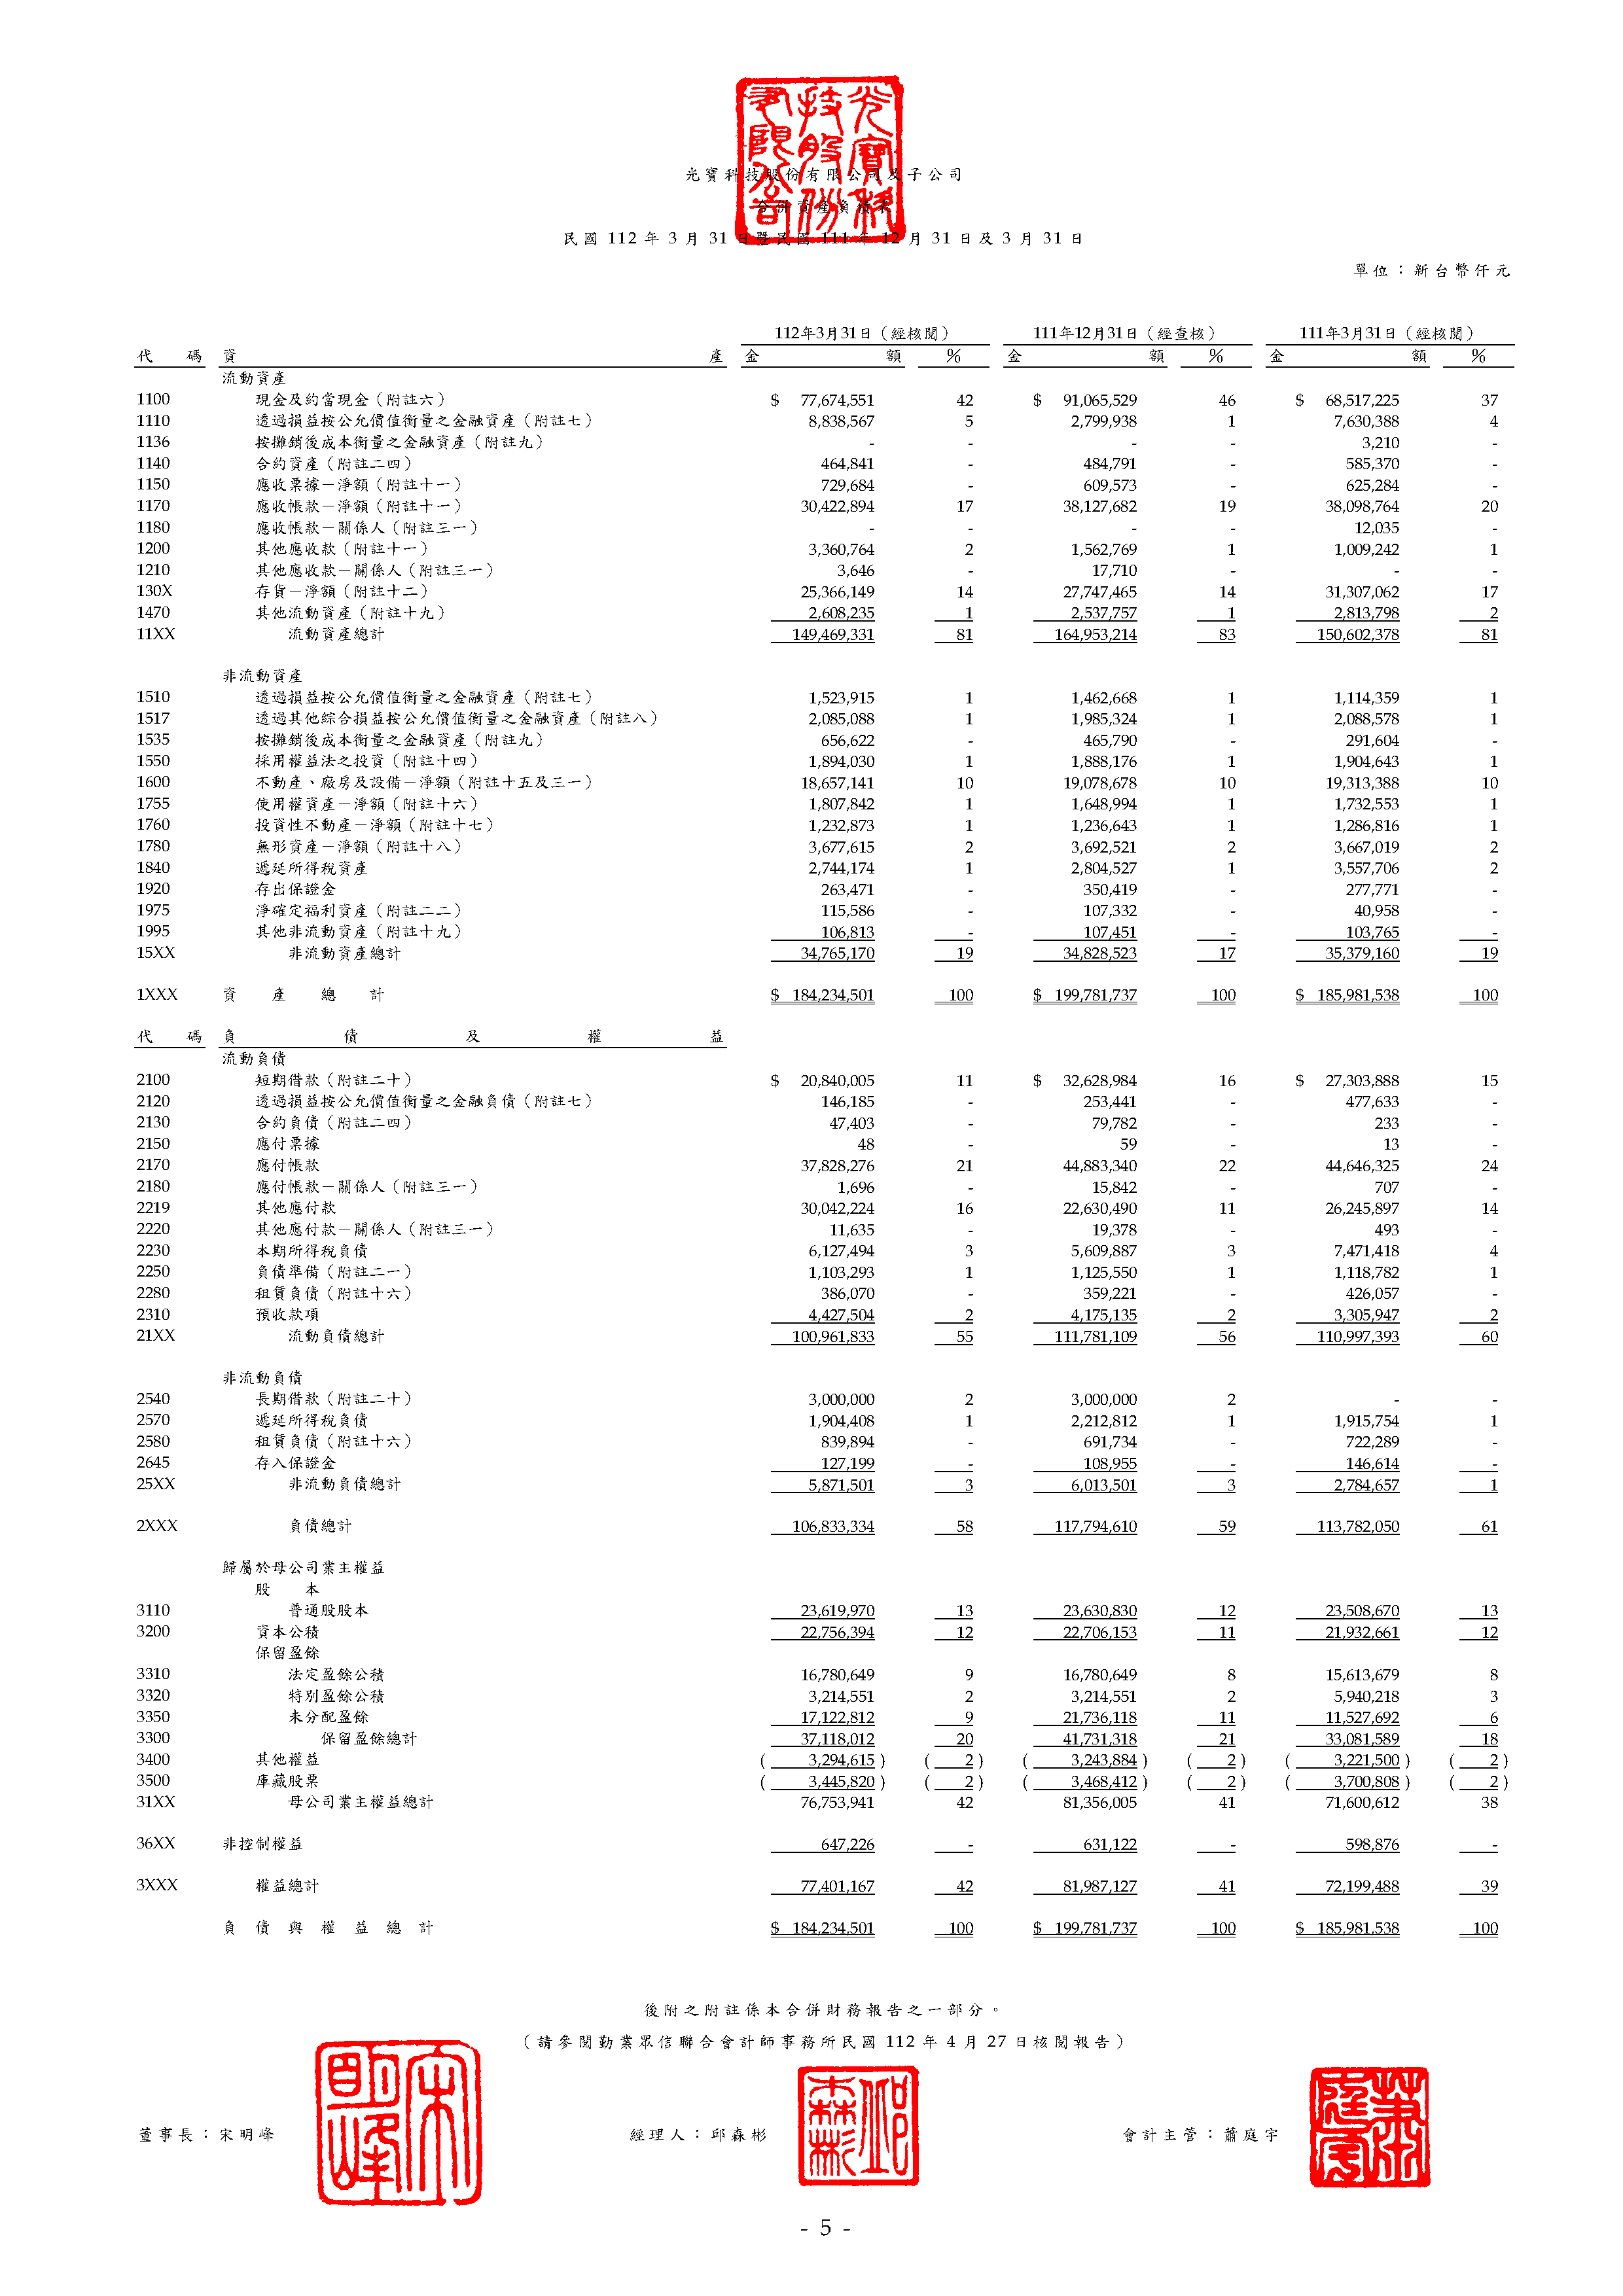 光寶科技股份有限公司及子公司
合併資產負債表
民國 112 年 3 月 31 日暨民國 111 年 12 月 31 日及 3 月 31 日
單位：新台幣仟元
112年3月31日（經核閱） 111年12月31日（經查核） 111年3月31日（經核閱）
代碼 資產 金額 % 金額 % 金額 %
流動資產
1100 現金及約當現金（附註六） $ 77,674,551 42 $ 91,065,529 46 $ 68,517,225 37
1110 透過損益按公允價值衡量之金融資產（附註七） 8,838,567 5 2,799,938 1 7,630,388 4
1136 按攤銷後成本衡量之金融資產（附註九） - - - - 3,210 -
1140 合約資產（附註二四） 464,841 - 484,791 - 585,370 -
1150 應收票據－淨額（附註十一） 729,684 - 609,573 - 625,284 -
1170 應收帳款－淨額（附註十一） 30,422,894 17 38,127,682 19 38,098,764 20
1180 應收帳款－關係人（附註三一） - - - - 12,035 -
1200 其他應收款（附註十一） 3,360,764 2 1,562,769 1 1,009,242 1
1210 其他應收款－關係人（附註三一） 3,646 - 17,710 - - -
130X 存貨－淨額（附註十二） 25,366,149 14 27,747,465 14 31,307,062 17
1470 其他流動資產（附註十九） 2,608,235 1 2,537,757 1 2,813,798 2
11XX 流動資產總計 149,469,331 81 164,953,214 83 150,602,378 81
非流動資產
1510 透過損益按公允價值衡量之金融資產（附註七） 1,523,915 1 1,462,668 1 1,114,359 1
1517 透過其他綜合損益按公允價值衡量之金融資產（附註八） 2,085,088 1 1,985,324 1 2,088,578 1
1535 按攤銷後成本衡量之金融資產（附註九） 656,622 - 465,790 - 291,604 -
1550 採用權益法之投資（附註十四） 1,894,030 1 1,888,176 1 1,904,643 1
1600 不動產、廠房及設備－淨額（附註十五及三一） 18,657,141 10 19,078,678 10 19,313,388 10
1755 使用權資產－淨額（附註十六） 1,807,842 1 1,648,994 1 1,732,553 1
1760 投資性不動產－淨額（附註十七） 1,232,873 1 1,236,643 1 1,286,816 1
1780 無形資產－淨額（附註十八） 3,677,615 2 3,692,521 2 3,667,019 2
1840 遞延所得稅資產 2,744,174 1 2,804,527 1 3,557,706 2
1920 存出保證金 263,471 - 350,419 - 277,771 -
1975 淨確定福利資產（附註二二） 115,586 - 107,332 - 40,958 -
1995 其他非流動資產（附註十九） 106,813 - 107,451 - 103,765 -
15XX 非流動資產總計 34,765,170 19 34,828,523 17 35,379,160 19
1XXX 資產總計 $ 184,234,501 100 $ 199,781,737 100 $ 185,981,538 100
代碼 負債及權益
流動負債
2100 短期借款（附註二十） $ 20,840,005 11 $ 32,628,984 16 $ 27,303,888 15
2120 透過損益按公允價值衡量之金融負債（附註七） 146,185 - 253,441 - 477,633 -
2130 合約負債（附註二四） 47,403 - 79,782 - 233 -
2150 應付票據 48 - 59 - 13 -
2170 應付帳款 37,828,276 21 44,883,340 22 44,646,325 24
2180 應付帳款－關係人（附註三一） 1,696 - 15,842 - 707 -
2219 其他應付款 30,042,224 16 22,630,490 11 26,245,897 14
2220 其他應付款－關係人（附註三一） 11,635 - 19,378 - 493 -
2230 本期所得稅負債 6,127,494 3 5,609,887 3 7,471,418 4
2250 負債準備（附註二一） 1,103,293 1 1,125,550 1 1,118,782 1
2280 租賃負債（附註十六） 386,070 - 359,221 - 426,057 -
2310 預收款項 4,427,504 2 4,175,135 2 3,305,947 2
21XX 流動負債總計 100,961,833 55 111,781,109 56 110,997,393 60
非流動負債
2540 長期借款（附註二十） 3,000,000 2 3,000,000 2 - -
2570 遞延所得稅負債 1,904,408 1 2,212,812 1 1,915,754 1
2580 租賃負債（附註十六） 839,894 - 691,734 - 722,289 -
2645 存入保證金 127,199 - 108,955 - 146,614 -
25XX 非流動負債總計 5,871,501 3 6,013,501 3 2,784,657 1
2XXX 負債總計 106,833,334 58 117,794,610 59 113,782,050 61
歸屬於母公司業主權益
股本
3110 普通股股本 23,619,970 13 23,630,830 12 23,508,670 13
3200 資本公積 22,756,394 12 22,706,153 11 21,932,661 12
保留盈餘
3310 法定盈餘公積 16,780,649 9 16,780,649 8 15,613,679 8
3320 特別盈餘公積 3,214,551 2 3,214,551 2 5,940,218 3
3350 未分配盈餘 17,122,812 9 21,736,118 11 11,527,692 6
3300 保留盈餘總計 37,118,012 20 41,731,318 21 33,081,589 18
3400 其他權益 ( 3,294,615 ) ( 2 ) ( 3,243,884 ) ( 2 ) ( 3,221,500 ) ( 2 )
3500 庫藏股票 ( 3,445,820 ) ( 2 ) ( 3,468,412 ) ( 2 ) ( 3,700,808 ) ( 2 )
31XX 母公司業主權益總計 76,753,941 42 81,356,005 41 71,600,612 38
36XX 非控制權益 647,226 - 631,122 - 598,876 -
3XXX 權益總計 77,401,167 42 81,987,127 41 72,199,488 39
負債與權益總計 $ 184,234,501 100 $ 199,781,737 100 $ 185,981,538 100
後附之附註係本合併財務報告之一部分。
（請參閱勤業眾信聯合會計師事務所民國 112 年 4 月 27 日核閱報告）
董事長：宋明峰 經理人：邱森彬 會計主管：蕭庭宇
- 5 -